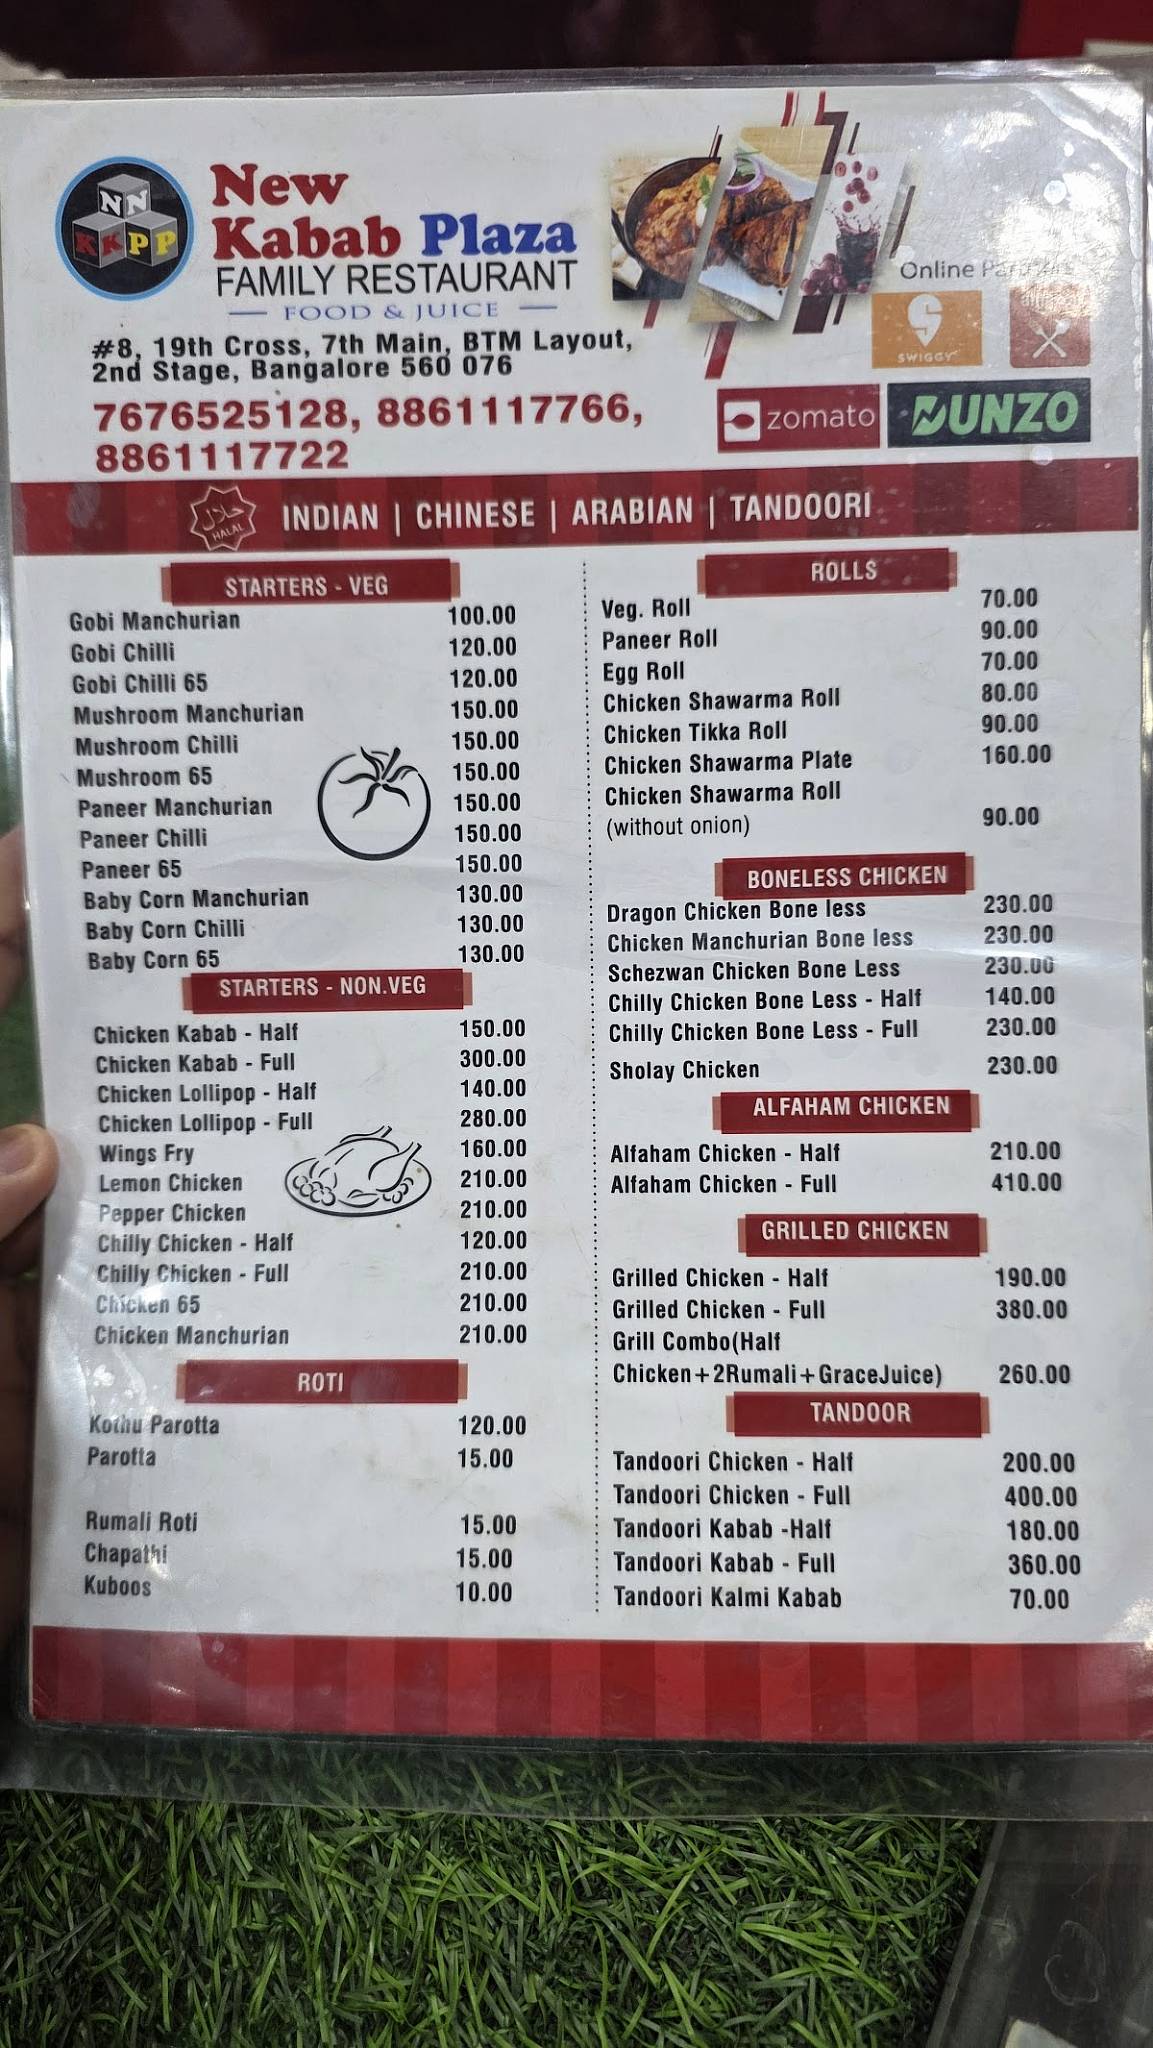 NN
KKPP
New
Kabab Plaza
FAMILY RESTAURANT
FOOD & JUICE
#8, 19th Cross, 7th Main, BTM Layout,
2nd Stage, Bangalore 560 076
7676525128, 8861117766,
8861117722
Online
SWIGGY
zomato
DUNZO
حلال
HALAL
INDIAN | CHINESE | ARABIAN | TANDOORI
STARTERS - VEG
Gobi Manchurian 100.00
Gobi Chilli 120.00
Gobi Chilli 65 120.00
Mushroom Manchurian 150.00
Mushroom Chilli 150.00
Mushroom 65 150.00
Paneer Manchurian 150.00
Paneer Chilli 150.00
Paneer 65 150.00
Baby Corn Manchurian 130.00
Baby Corn Chilli 130.00
Baby Corn 65 130.00
STARTERS - NON.VEG
Chicken Kabab - Half 150.00
Chicken Kabab - Full 300.00
Chicken Lollipop - Half 140.00
Chicken Lollipop - Full 280.00
Wings Fry 160.00
Lemon Chicken 210.00
Pepper Chicken 210.00
Chilly Chicken - Half 120.00
Chilly Chicken - Full 210.00
Chicken 65 210.00
Chicken Manchurian 210.00
ROTI
Kothu Parotta 120.00
Parotta 15.00
Rumali Roti 15.00
Chapathi 15.00
Kuboos 10.00
ROLLS
Veg. Roll 70.00
Paneer Roll 90.00
Egg Roll 70.00
Chicken Shawarma Roll 80.00
Chicken Tikka Roll 90.00
Chicken Shawarma Plate 160.00
Chicken Shawarma Roll
(without onion) 90.00
BONELESS CHICKEN
Dragon Chicken Bone less 230.00
Chicken Manchurian Bone less 230.00
Schezwan Chicken Bone Less 230.00
Chilly Chicken Bone Less - Half 140.00
Chilly Chicken Bone Less - Full 230.00
Sholay Chicken 230.00
ALFAHAM CHICKEN
Alfaham Chicken - Half 210.00
Alfaham Chicken - Full 410.00
GRILLED CHICKEN
Grilled Chicken - Half 190.00
Grilled Chicken - Full 380.00
Grill Combo(Half
Chicken+2Rumali+GraceJuice) 260.00
TANDOOR
Tandoori Chicken - Half 200.00
Tandoori Chicken - Full 400.00
Tandoori Kabab -Half 180.00
Tandoori Kabab - Full 360.00
Tandoori Kalmi Kabab 70.00